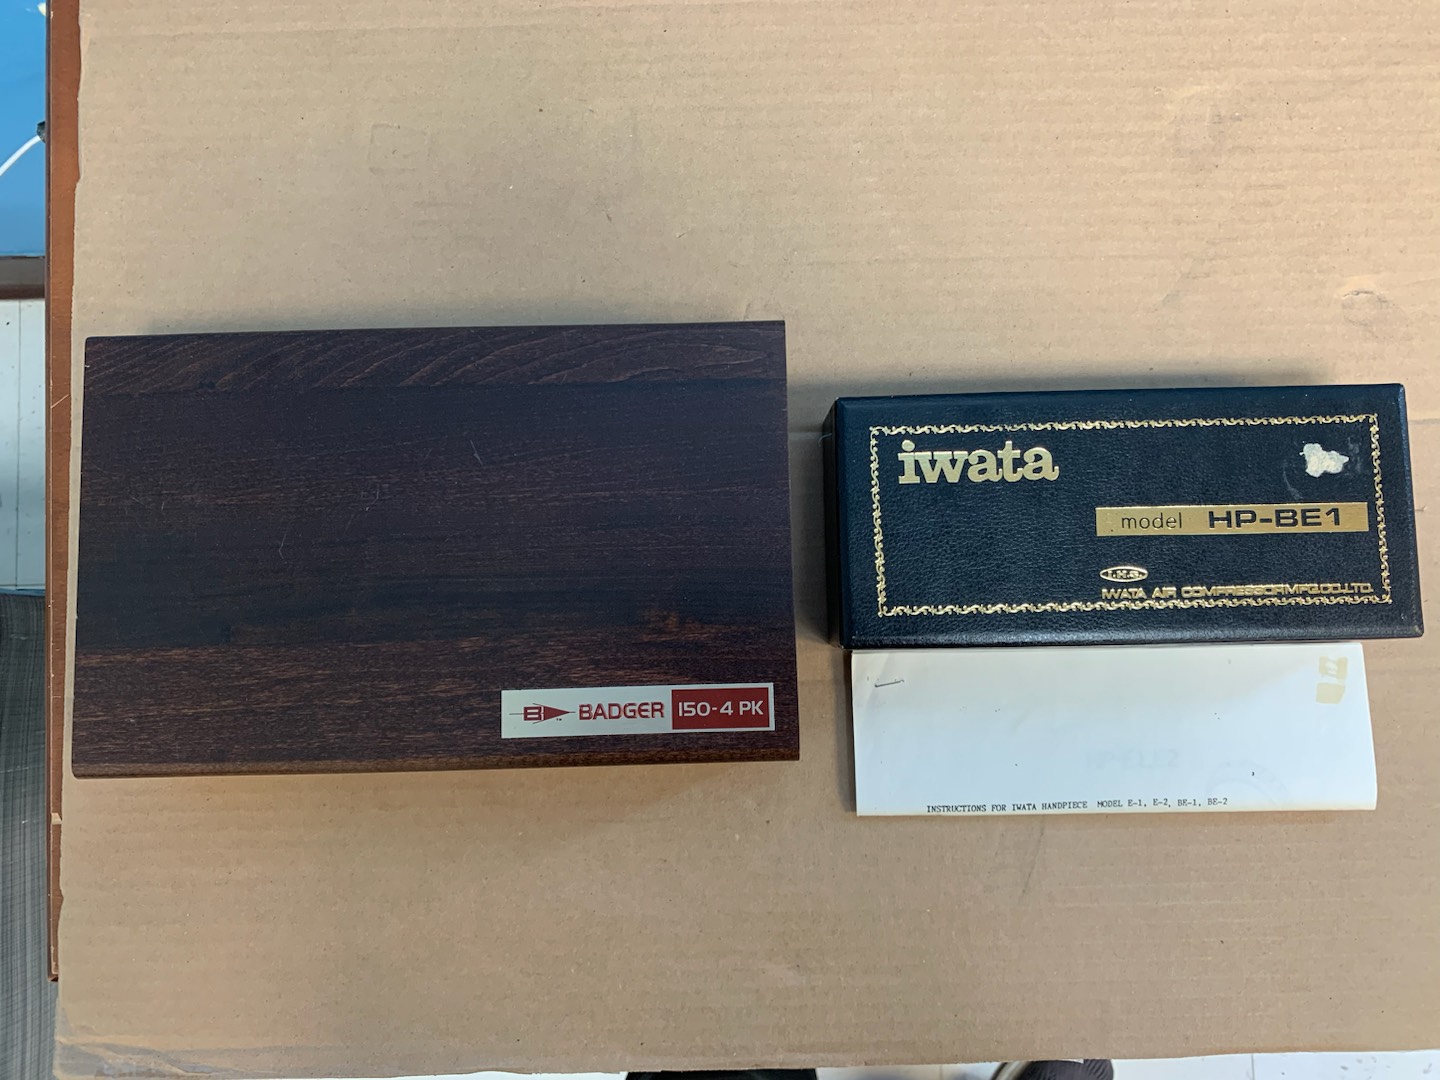 BADGER 150-4 PK
iwata
model HP-BE1
I.H.S.
IWATA AIR COMPRESSOR MFG.CO.,LTD.
INSTRUCTIONS FOR IWATA HANDPIECE MODEL E-1, E-2, BE-1, BE-2